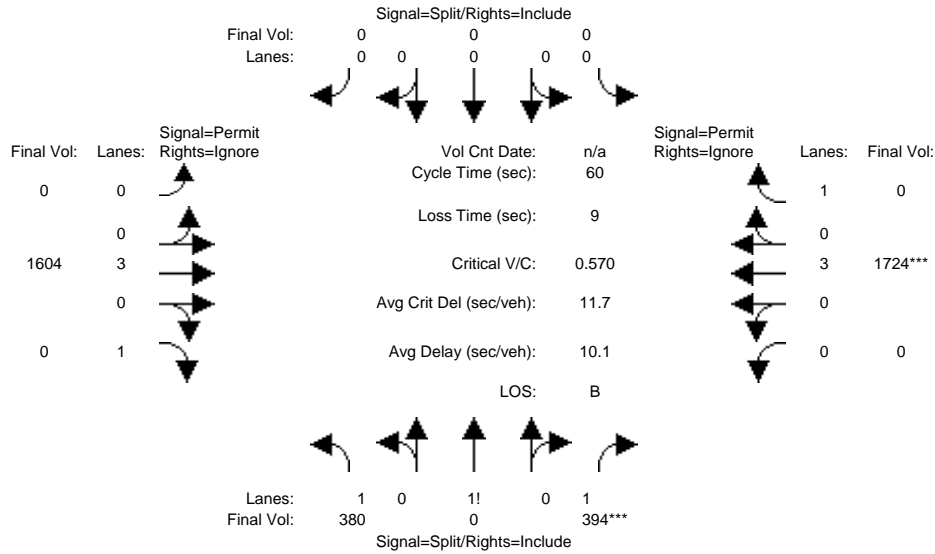 Signal=Split/Rights=Include
Final Vol: 0 0 0
Lanes: 0 0 0 0 0
Signal=Permit Signal=Permit
Final Vol: Lanes: Rights=Ignore Vol Cnt Date: n/a Rights=Ignore Lanes: Final Vol:
Cycle Time (sec): 60
0 0 1 0
Loss Time (sec): 9
0 0
1604 3 Critical V/C: 0.570 3 1724***
0 Avg Crit Del (sec/veh): 11.7 0
0 1 Avg Delay (sec/veh): 10.1 0 0
LOS: B
Lanes: 1 0 1! 0 1
Final Vol: 380 0 394***
Signal=Split/Rights=Include